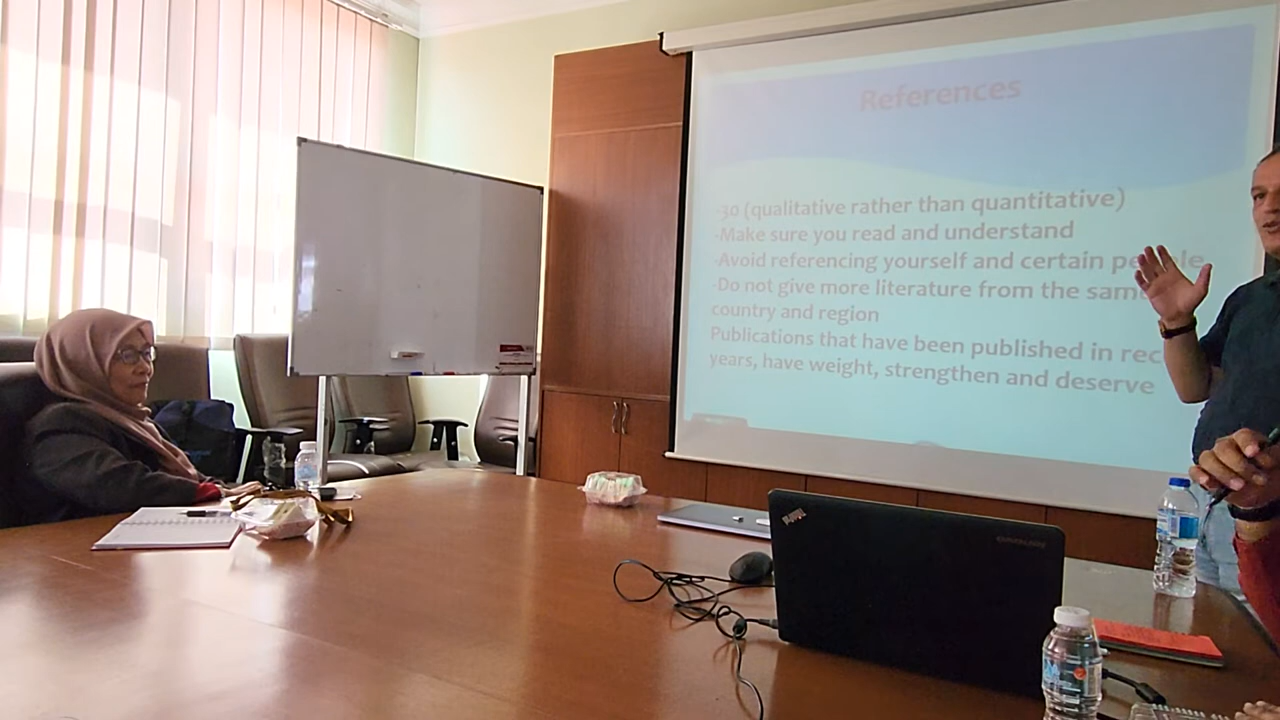 References
-30 (qualitative rather than quantitative)
-Make sure you read and understand
-Avoid referencing yourself and certain
-Do not give more literature from the same
country and region
Publications that have been published in
years, have weight, strengthen and deserve
ThinkPad